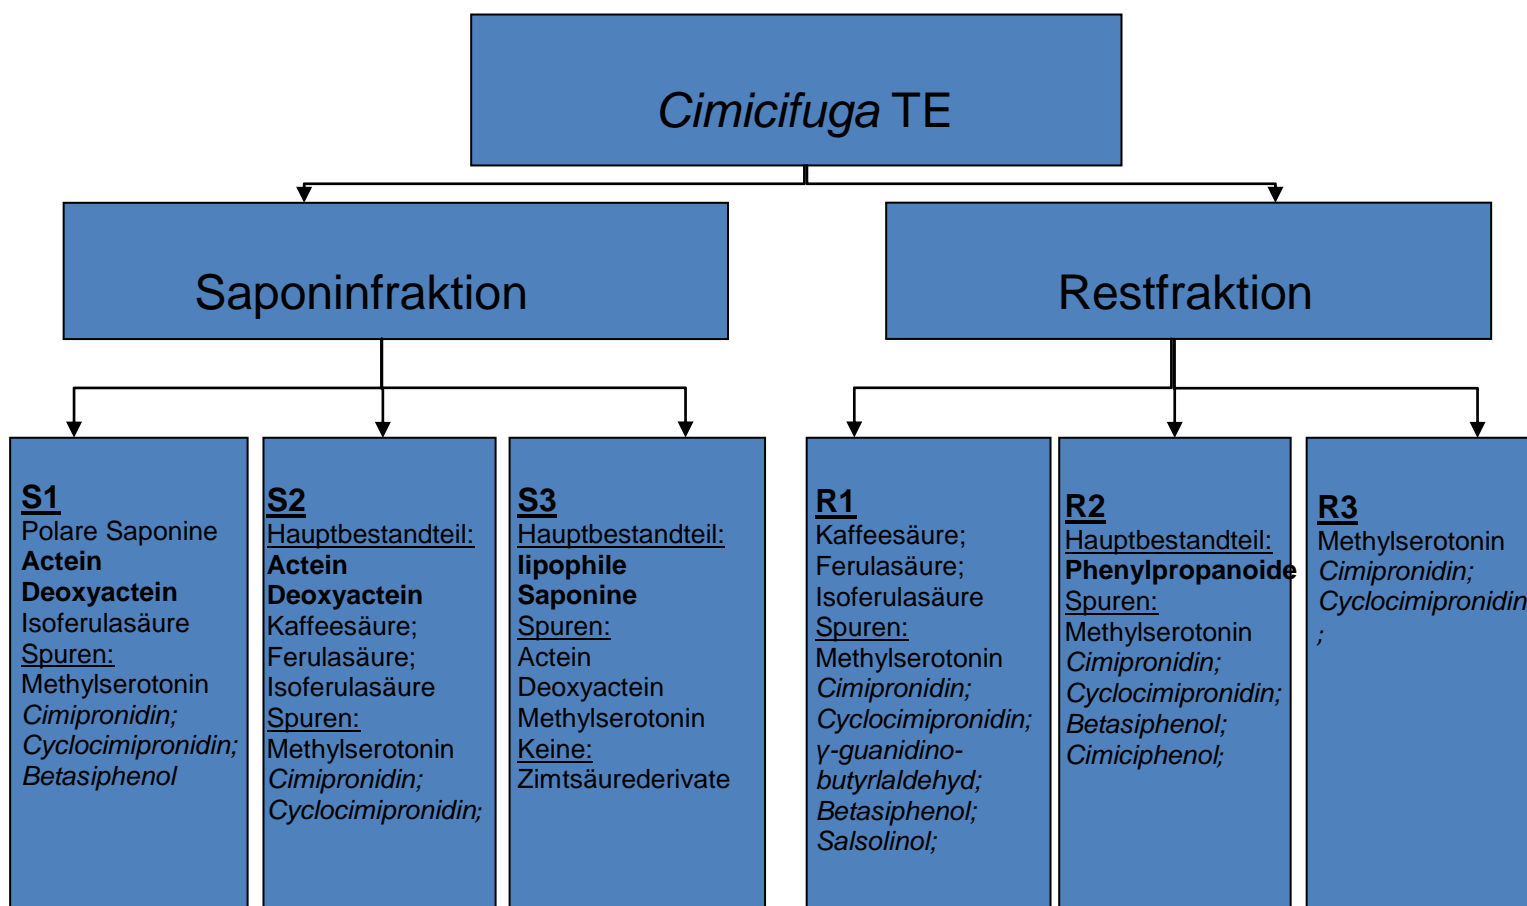 Cimicifuga TE
Saponinfraktion
Restfraktion
S1
Polare Saponine
Actein
Deoxyactein
Isoferulasäure
Spuren:
Methylserotonin
Cimipronidin;
Cyclocimipronidin;
Betasiphenol
S2
Hauptbestandteil:
Actein
Deoxyactein
Kaffeesäure;
Ferulasäure;
Isoferulasäure
Spuren:
Methylserotonin
Cimipronidin;
Cyclocimipronidin;
S3
Hauptbestandteil:
lipophile
Saponine
Spuren:
Actein
Deoxyactein
Methylserotonin
Keine:
Zimtsäurederivate
R1
Kaffeesäure;
Ferulasäure;
Isoferulasäure
Spuren:
Methylserotonin
Cimipronidin;
Cyclocimipronidin;
γ-guanidino-
butyrlaldehyd;
Betasiphenol;
Salsolinol;
R2
Hauptbestandteil:
Phenylpropanoide
Spuren:
Methylserotonin
Cimipronidin;
Cyclocimipronidin;
Betasiphenol;
Cimiciphenol;
R3
Methylserotonin
Cimipronidin;
Cyclocimipronidin
;